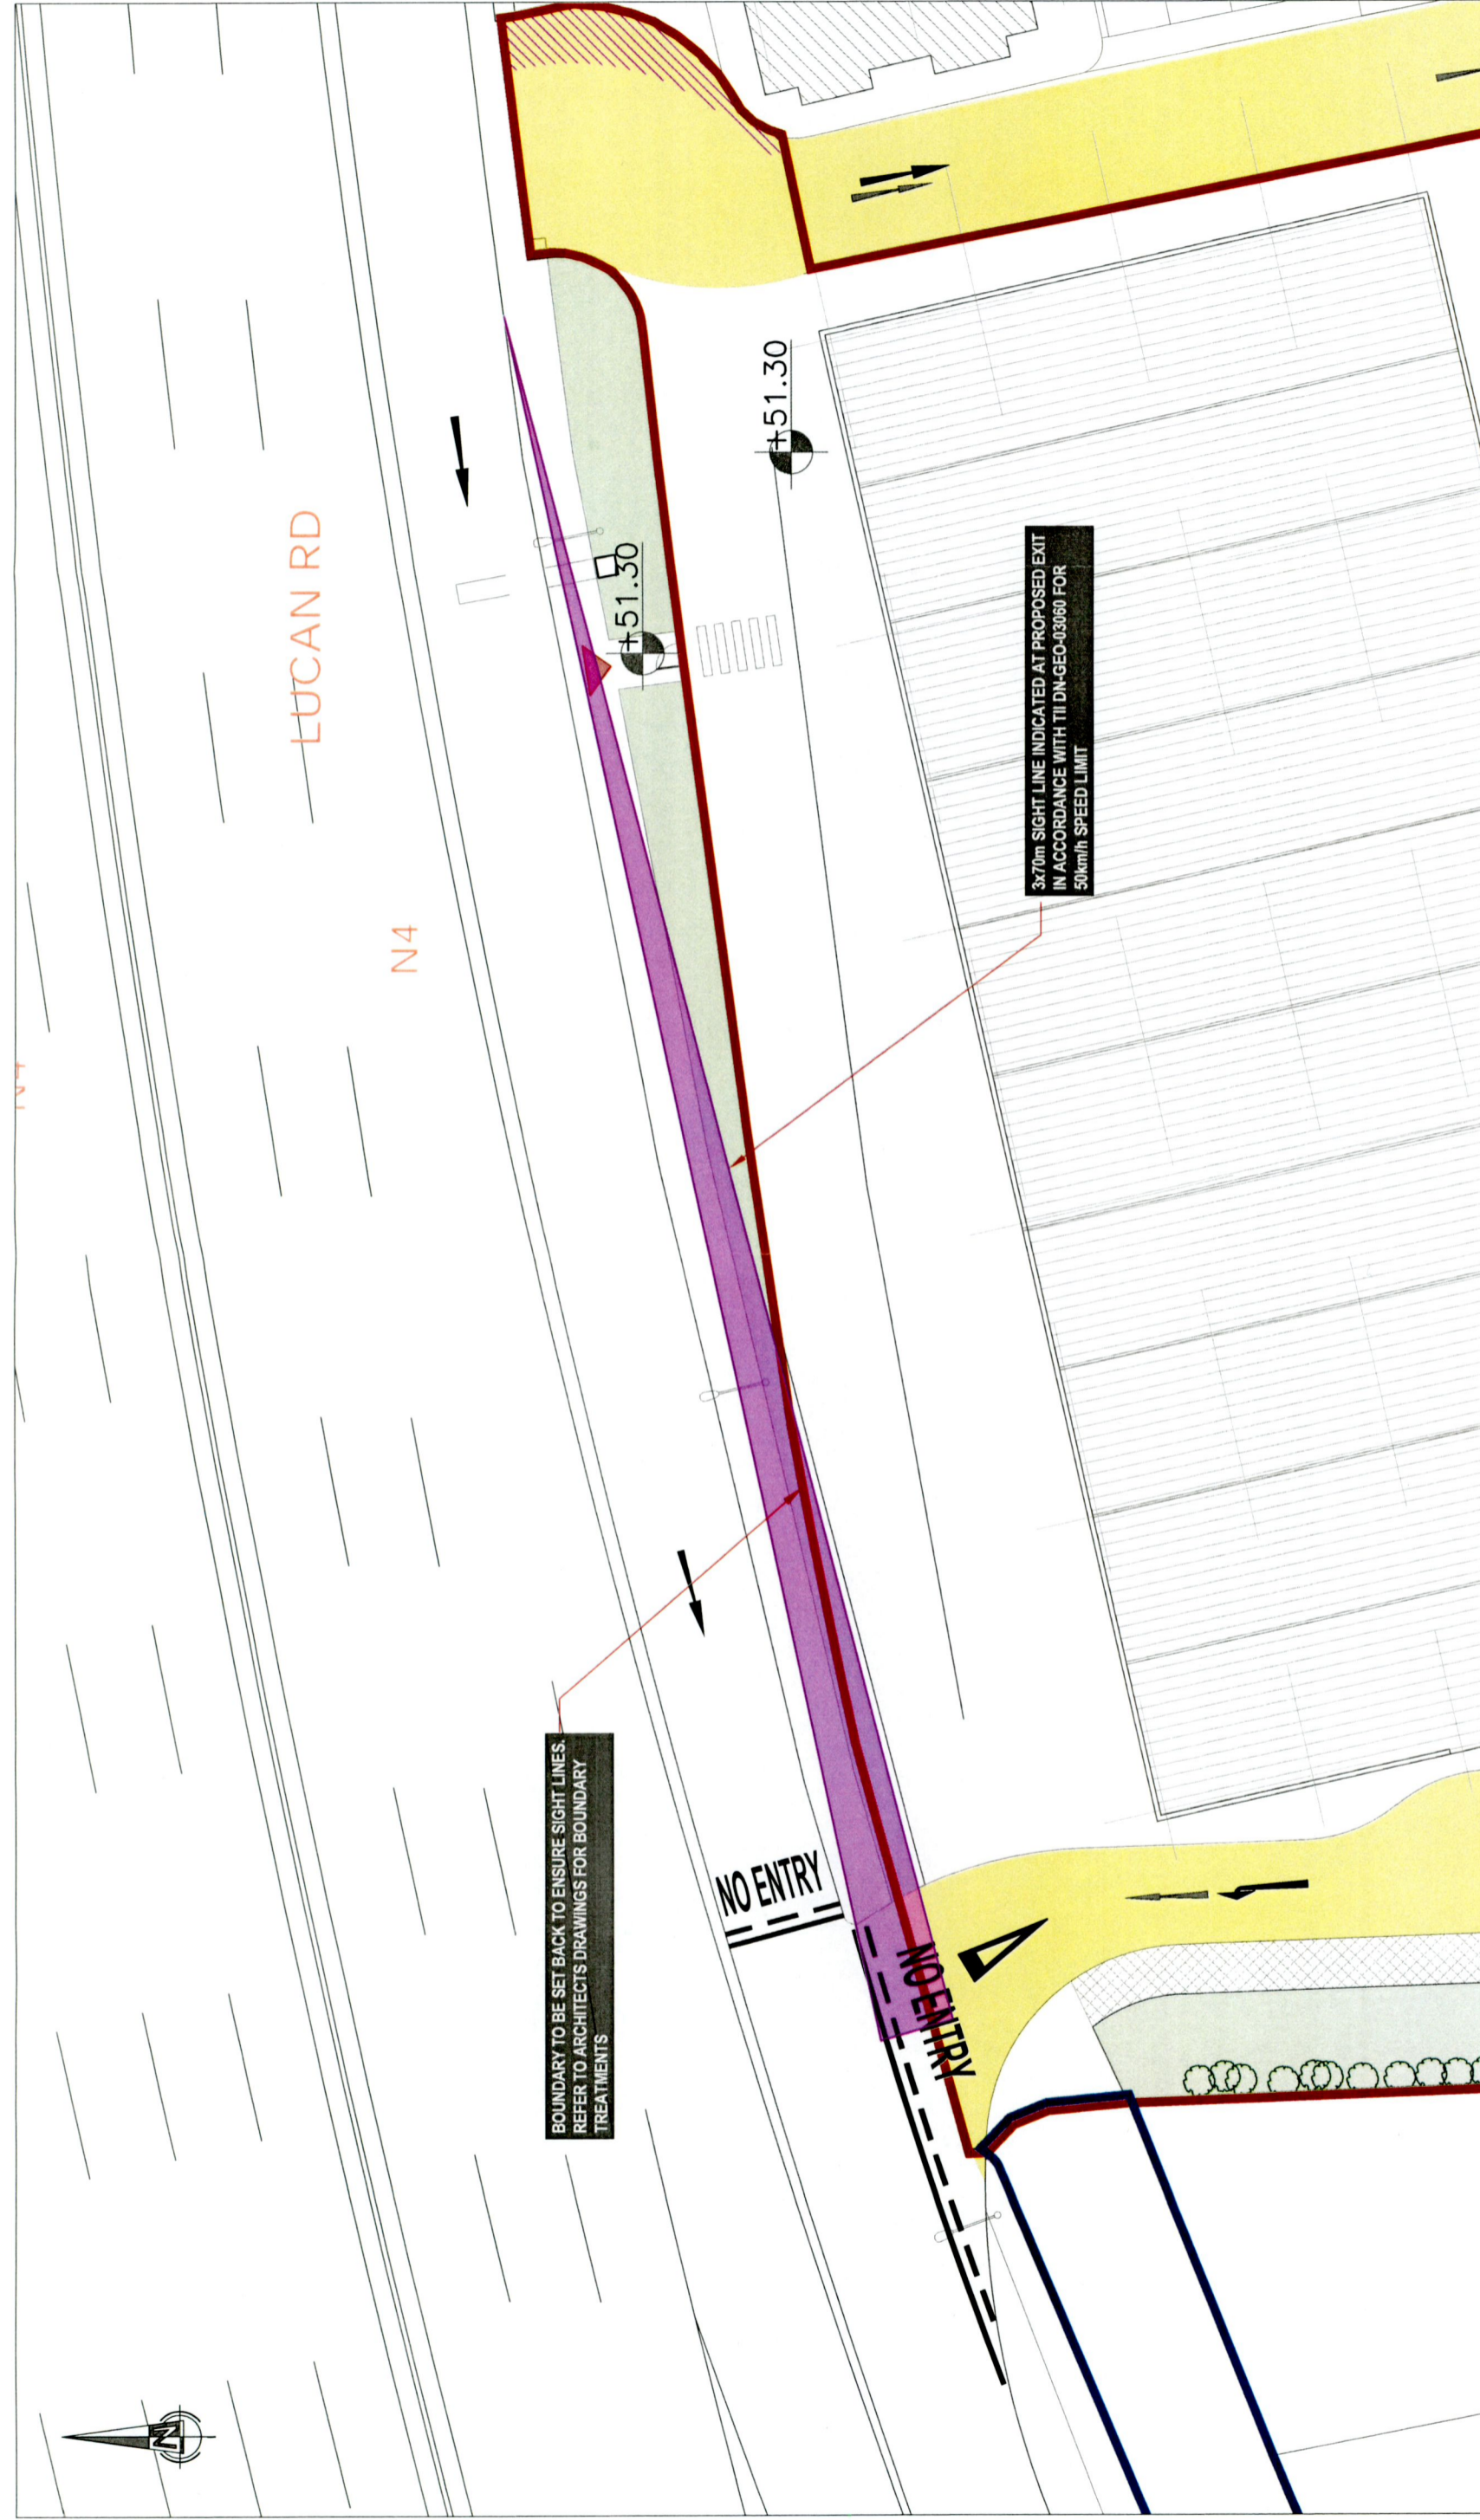 LUCAN RD
N4
N4
+51.30
+51.30
3x70m SIGHT LINE INDICATED AT PROPOSED EXIT
IN ACCORDANCE WITH TII DN-GEO-03060 FOR
50km/h SPEED LIMIT
BOUNDARY TO BE SET BACK TO ENSURE SIGHT LINES.
REFER TO ARCHITECTS DRAWINGS FOR BOUNDARY
TREATMENTS
NO ENTRY
NO ENTRY
N